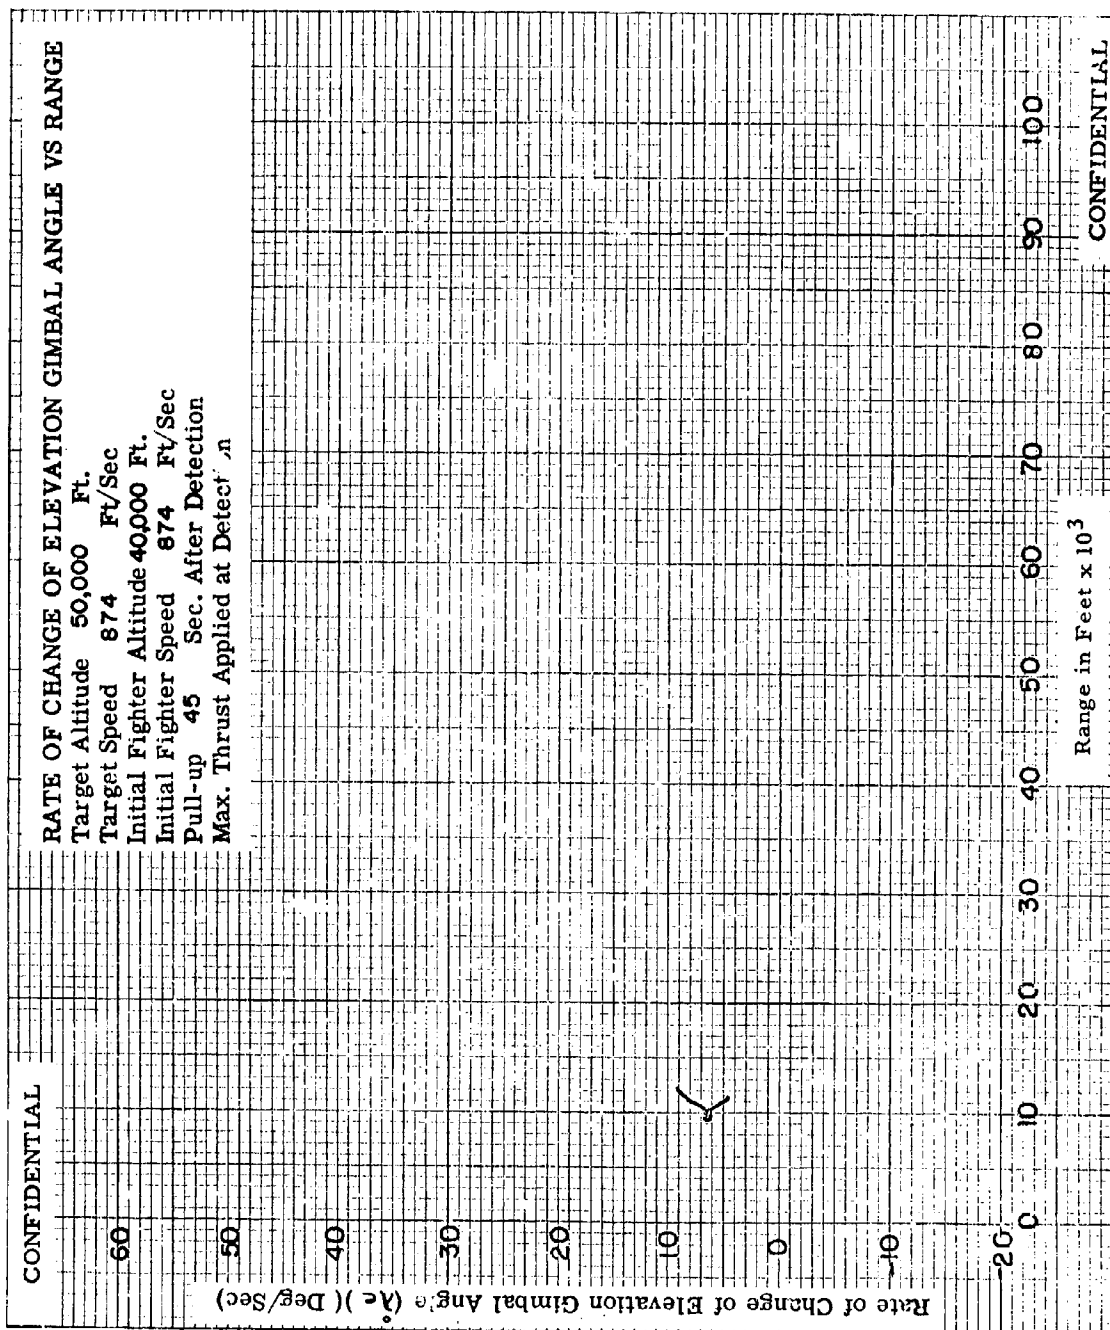 CONFIDENTIAL
RATE OF CHANGE OF ELEVATION GIMBAL ANGLE VS RANGE
Target Altitude 50,000 Ft.
Target Speed 874 Ft/Sec
Initial Fighter Altitude 40,000 Ft.
Initial Fighter Speed 874 Ft/Sec
Pull-up 45 Sec. After Detection
Max. Thrust Applied at
Rate of Change of Elevation Gimbal (λ̇e) (Deg/Sec)
60
50
40
30
20
10
0
-10
-20
0 10 20 30 40 50 60 70 80 90 100
Range in Feet x 10³
CONFIDENTIAL